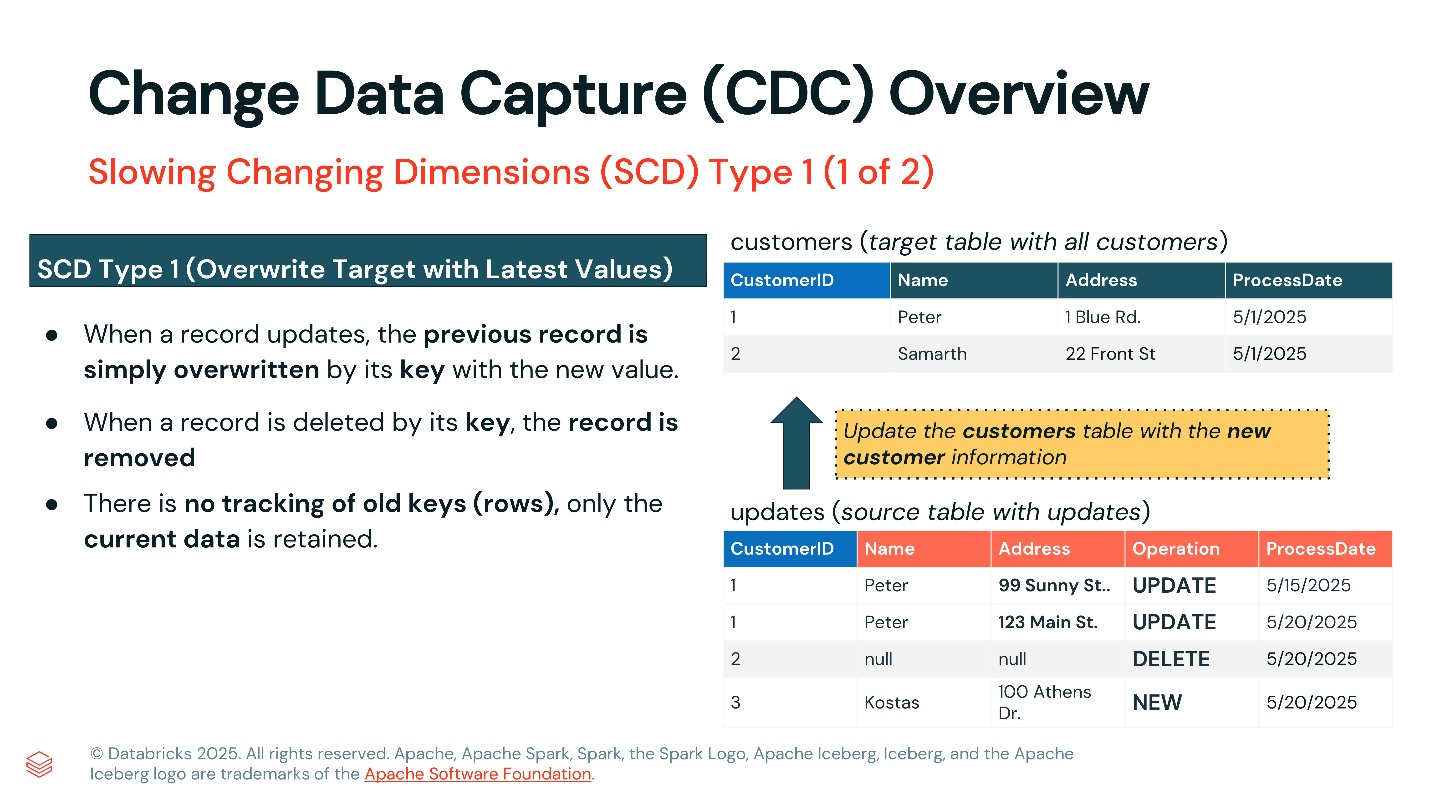 Change Data Capture (CDC) Overview
Slowing Changing Dimensions (SCD) Type 1 (1 of 2)
SCD Type 1 (Overwrite Target with Latest Values)
● When a record updates, the previous record is
simply overwritten by its key with the new value.
● When a record is deleted by its key, the record is
removed
● There is no tracking of old keys (rows), only the
current data is retained.
customers (target table with all customers)
CustomerID Name Address ProcessDate
1 Peter 1 Blue Rd. 5/1/2025
2 Samarth 22 Front St 5/1/2025
Update the customers table with the new
customer information
updates (source table with updates)
CustomerID Name Address Operation ProcessDate
1 Peter 99 Sunny St.. UPDATE 5/15/2025
1 Peter 123 Main St. UPDATE 5/20/2025
2 null null DELETE 5/20/2025
3 Kostas 100 Athens
Dr. NEW 5/20/2025
© Databricks 2025. All rights reserved. Apache, Apache Spark, Spark, the Spark Logo, Apache Iceberg, Iceberg, and the Apache
Iceberg logo are trademarks of the Apache Software Foundation.